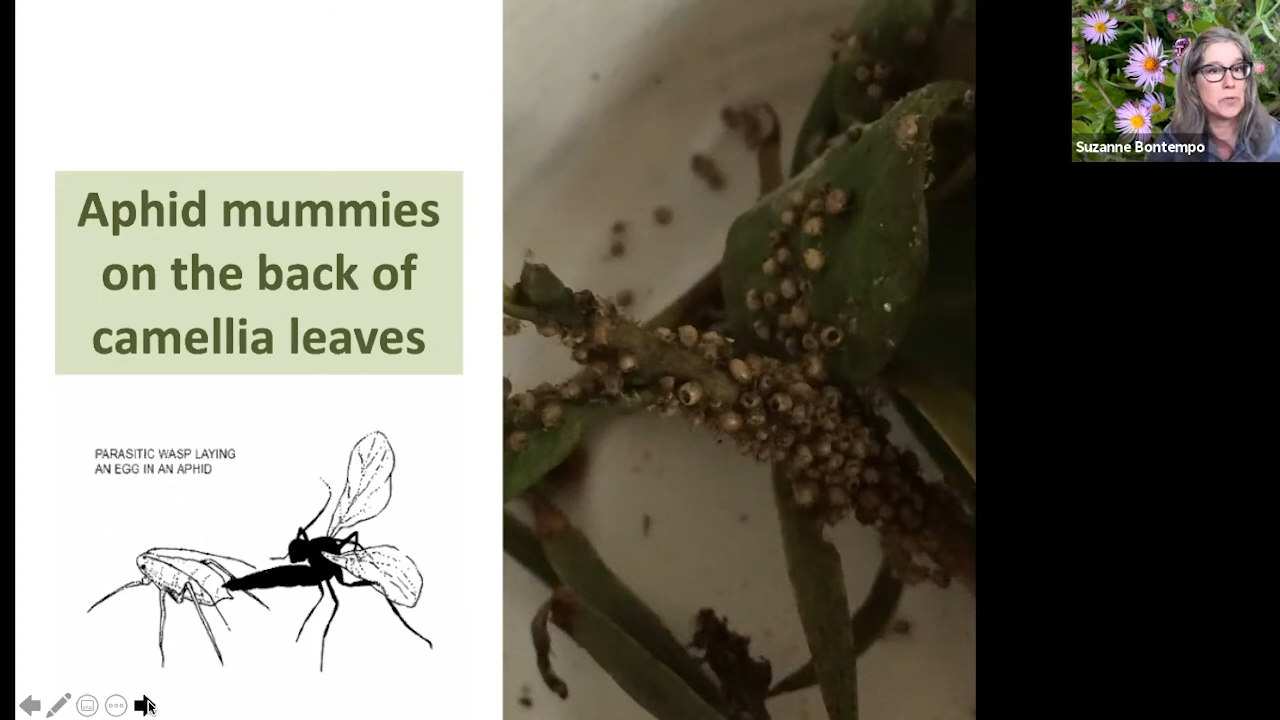 Aphid mummies
on the back of
camellia leaves
PARASITIC WASP LAYING
AN EGG IN AN APHID
Suzanne Bontempo